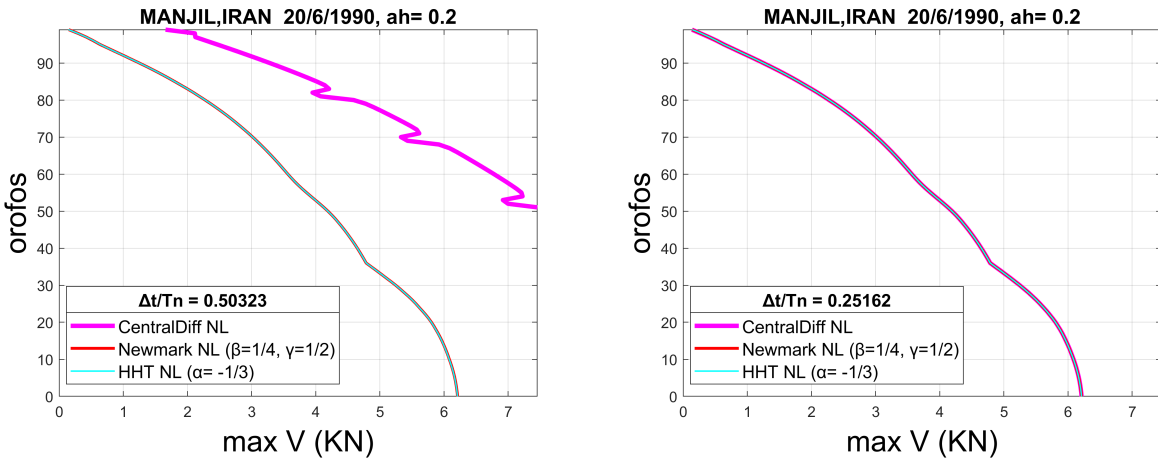 MANJIL,IRAN 20/6/1990, ah= 0.2
orofos
90
80
70
60
50
40
30
20
10
0
Δt/Tn = 0.50323
CentralDiff NL
Newmark NL (β=1/4, γ=1/2)
HHT NL (α= -1/3)
0 1 2 3 4 5 6 7
max V (KN)
MANJIL,IRAN 20/6/1990, ah= 0.2
orofos
90
80
70
60
50
40
30
20
10
0
Δt/Tn = 0.25162
CentralDiff NL
Newmark NL (β=1/4, γ=1/2)
HHT NL (α= -1/3)
0 1 2 3 4 5 6 7
max V (KN)